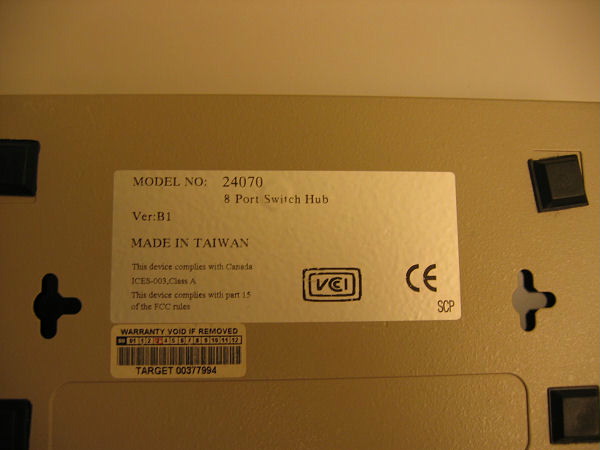 MODEL NO: 24070
8 Port Switch Hub
Ver:B1
MADE IN TAIWAN
This device complies with Canada
ICES-003,Class A
This device complies with part 15
of the FCC rules
VCCI
CE
SCP
WARRANTY VOID IF REMOVED
99 01 1 2 3 4 5 6 7 8 9 10 11 12
TARGET 00377994